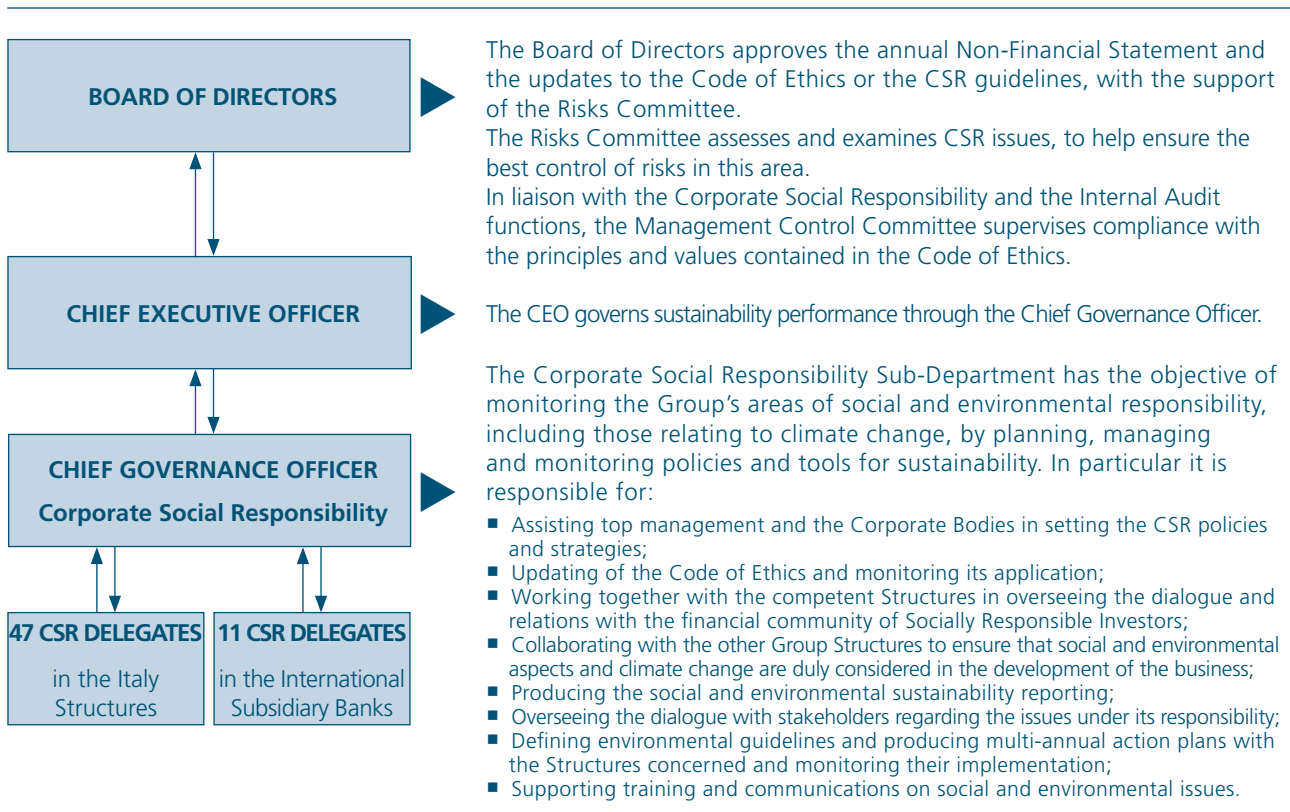 BOARD OF DIRECTORS
The Board of Directors approves the annual Non-Financial Statement and
the updates to the Code of Ethics or the CSR guidelines, with the support
of the Risks Committee.
The Risks Committee assesses and examines CSR issues, to help ensure the
best control of risks in this area.
In liaison with the Corporate Social Responsibility and the Internal Audit
functions, the Management Control Committee supervises compliance with
the principles and values contained in the Code of Ethics.
CHIEF EXECUTIVE OFFICER
The CEO governs sustainability performance through the Chief Governance Officer.
CHIEF GOVERNANCE OFFICER
Corporate Social Responsibility
The Corporate Social Responsibility Sub-Department has the objective of
monitoring the Group's areas of social and environmental responsibility,
including those relating to climate change, by planning, managing
and monitoring policies and tools for sustainability. In particular it is
responsible for:
■ Assisting top management and the Corporate Bodies in setting the CSR policies
and strategies;
■ Updating of the Code of Ethics and monitoring its application;
■ Working together with the competent Structures in overseeing the dialogue and
relations with the financial community of Socially Responsible Investors;
■ Collaborating with the other Group Structures to ensure that social and environmental
aspects and climate change are duly considered in the development of the business;
■ Producing the social and environmental sustainability reporting;
■ Overseeing the dialogue with stakeholders regarding the issues under its responsibility;
■ Defining environmental guidelines and producing multi-annual action plans with
the Structures concerned and monitoring their implementation;
■ Supporting training and communications on social and environmental issues.
47 CSR DELEGATES
in the Italy
Structures
11 CSR DELEGATES
in the International
Subsidiary Banks